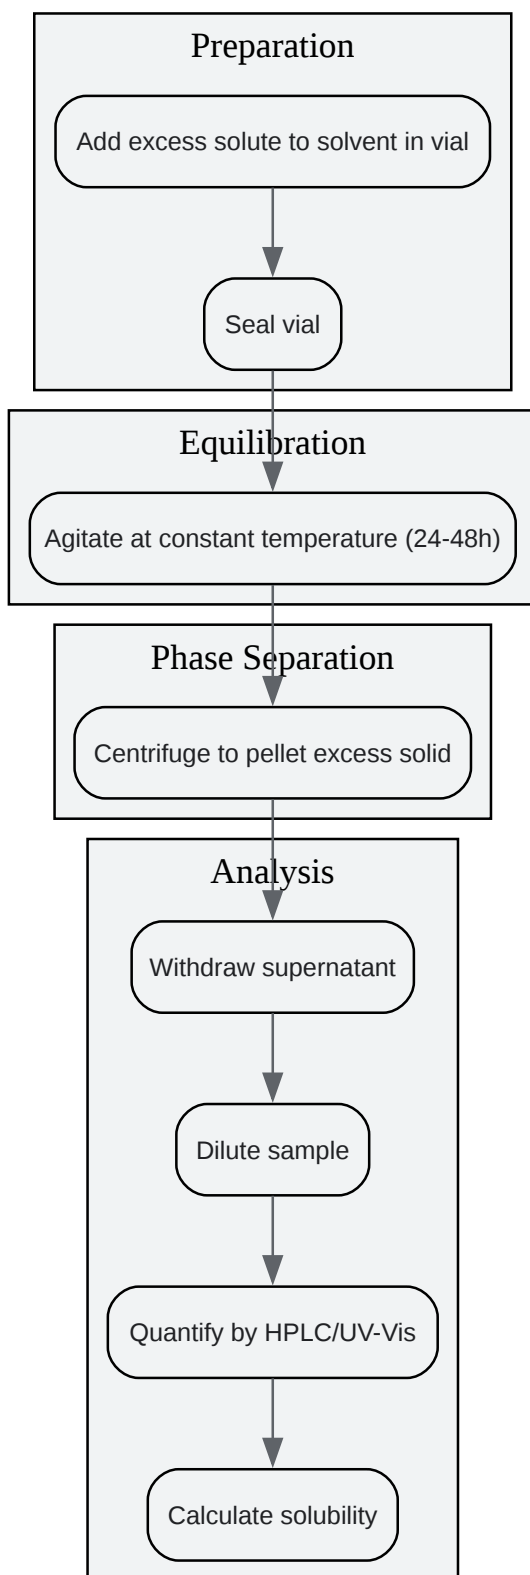 Preparation
Add excess solute to solvent in vial
Seal vial
Equilibration
Agitate at constant temperature (24-48h)
Phase Separation
Centrifuge to pellet excess solid
Analysis
Withdraw supernatant
Dilute sample
Quantify by HPLC/UV-Vis
Calculate solubility